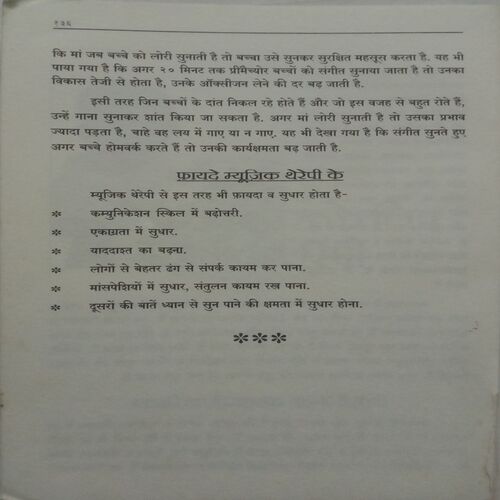 १३६
कि मां जब बच्चे को लोरी सुनाती है तो बच्चा उसे सुनकर सुरक्षित महसूस करता है. यह भी
पाया गया है कि अगर २० मिनट तक प्रीमैच्योर बच्चों को संगीत सुनाया जाता है तो उनका
विकास तेजी से होता है, उनके ऑक्सीजन लेने की दर बढ़ जाती है.
इसी तरह जिन बच्चों के दांत निकल रहे होते हैं और जो इस वजह से बहुत रोते हैं,
उन्हें गाना सुनाकर शांत किया जा सकता है. अगर मां लोरी सुनाती है तो उसका प्रभाव
ज्यादा पड़ता है, चाहे वह लय में गाए या न गाए. यह भी देखा गया है कि संगीत सुनते हुए
अगर बच्चे होमवर्क करते हैं तो उनकी कार्यक्षमता बढ़ जाती है.
फ़ायदे म्यूज़िक थेरेपी के
म्यूजिक थेरेपी से इस तरह भी फ़ायदा व सुधार होता है-
* कम्युनिकेशन स्किल में बढ़ोत्तरी.
* एकाग्रता में सुधार.
* याददाश्त का बढ़ना.
* लोगों से बेहतर ढंग से संपर्क कायम कर पाना.
* मांसपेशियों में सुधार, संतुलन कायम रख पाना.
* दूसरों की बातें ध्यान से सुन पाने की क्षमता में सुधार होना.
***